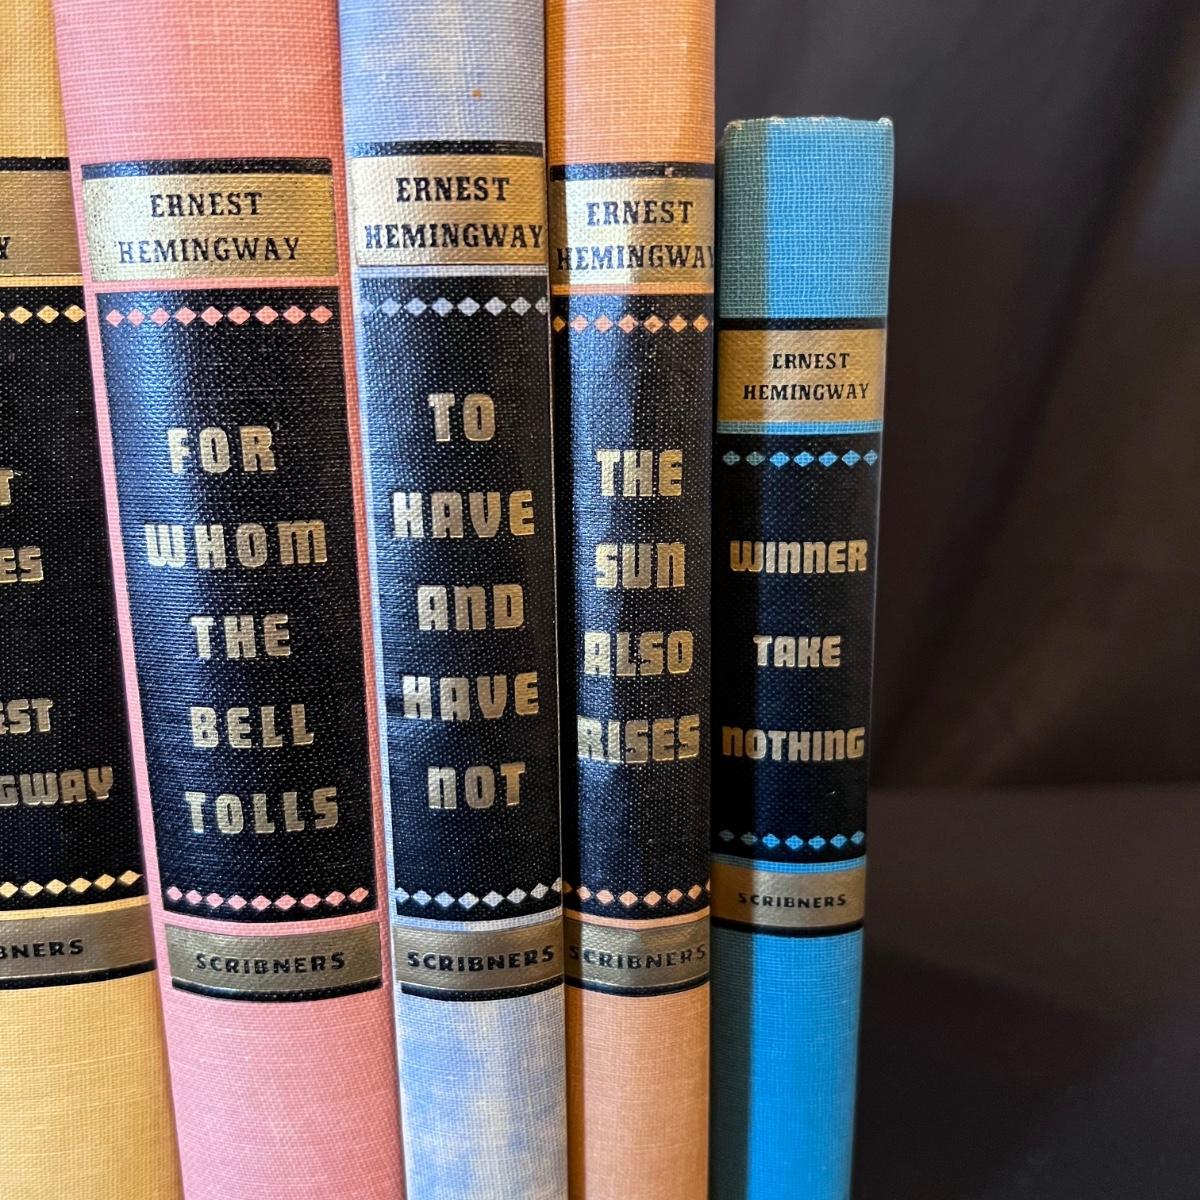 ERNEST
HEMINGWAY
FOR
WHOM
THE
BELL
TOLLS
SCRIBNERS
ERNEST
HEMINGWAY
TO
HAVE
AND
HAVE
NOT
SCRIBNERS
ERNEST
HEMINGWAY
THE
SUN
ALSO
RISES
SCRIBNERS
ERNEST
HEMINGWAY
WINNER
TAKE
NOTHING
SCRIBNERS